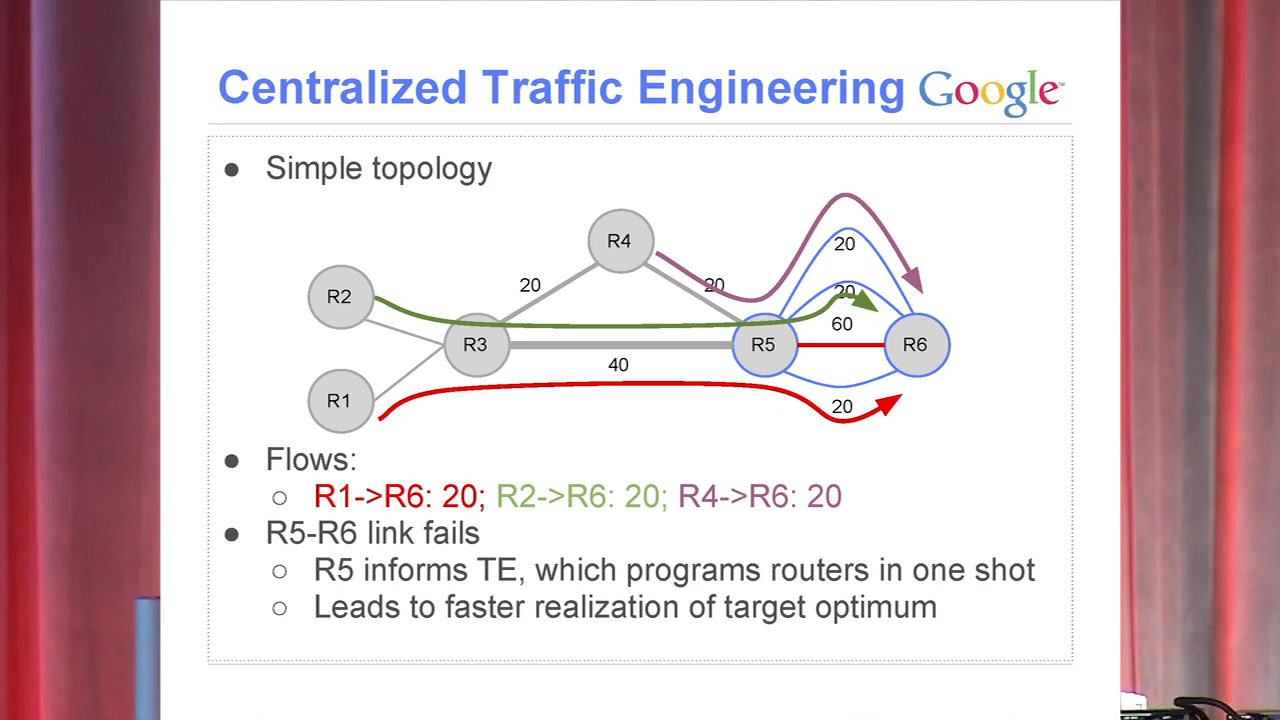 Centralized Traffic Engineering Google™
● Simple topology
R4
20
20
20
R2
20
60
R3
R5
R6
40
R1
20
● Flows:
○ R1->R6: 20; R2->R6: 20; R4->R6: 20
● R5-R6 link fails
○ R5 informs TE, which programs routers in one shot
○ Leads to faster realization of target optimum